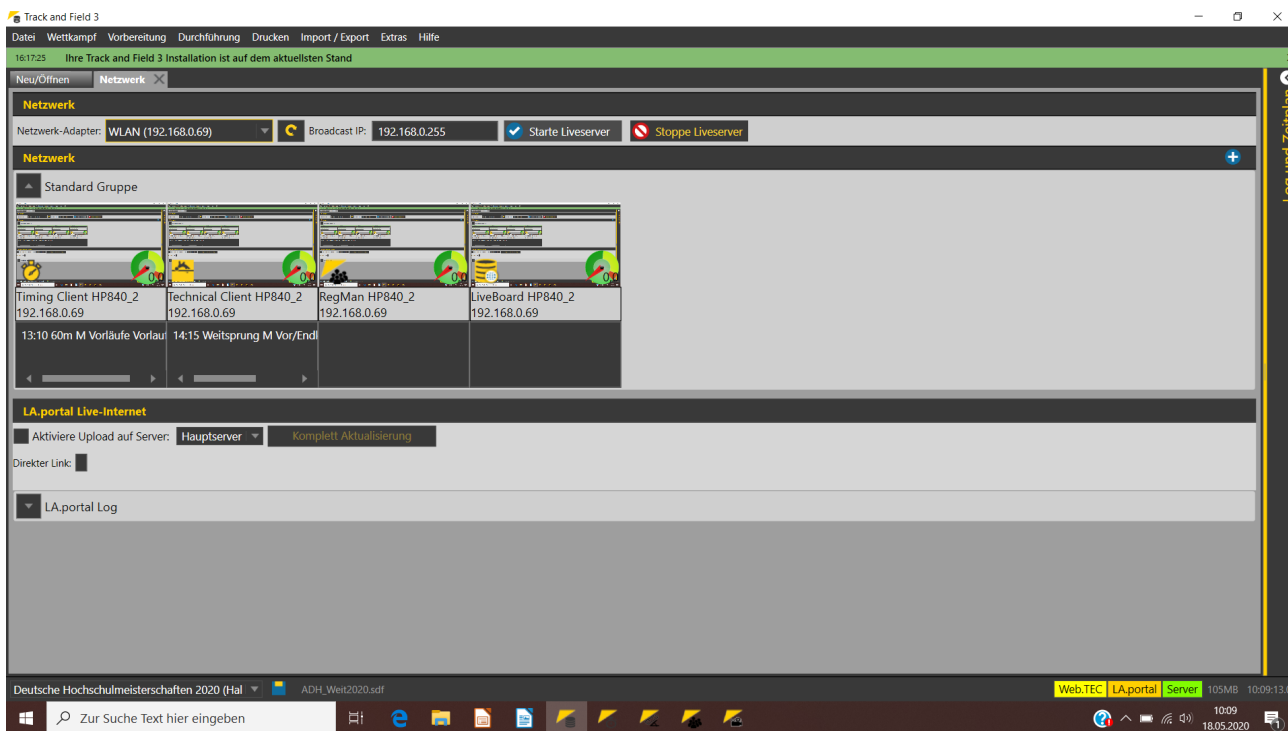 Track and Field 3
Datei Wettkampf Vorbereitung Durchführung Drucken Import / Export Extras Hilfe
16:17:25 Ihre Track and Field 3 Installation ist auf dem aktuellsten Stand
Neu/Öffnen Netzwerk
Netzwerk
Netzwerk-Adapter: WLAN (192.168.0.69) Broadcast IP: 192.168.0.255 Starte Liveserver Stoppe Liveserver
Netzwerk
Standard Gruppe
Timing Client HP840_2 Technical Client HP840_2 RegMan HP840_2 LiveBoard HP840_2
192.168.0.69 192.168.0.69 192.168.0.69 192.168.0.69
13:10 60m M Vorläufe Vorlauf 14:15 Weitsprung M Vor/Endl
LA.portal Live-Internet
Aktiviere Upload auf Server: Hauptserver Komplett Aktualisierung
Direkter Link:
LA.portal Log
Deutsche Hochschulmeisterschaften 2020 (Hal ADH_Weit2020.sdf Web.TEC LA.portal Server 105MB 10:09:13.
Zur Suche Text hier eingeben
10:09
18.05.2020